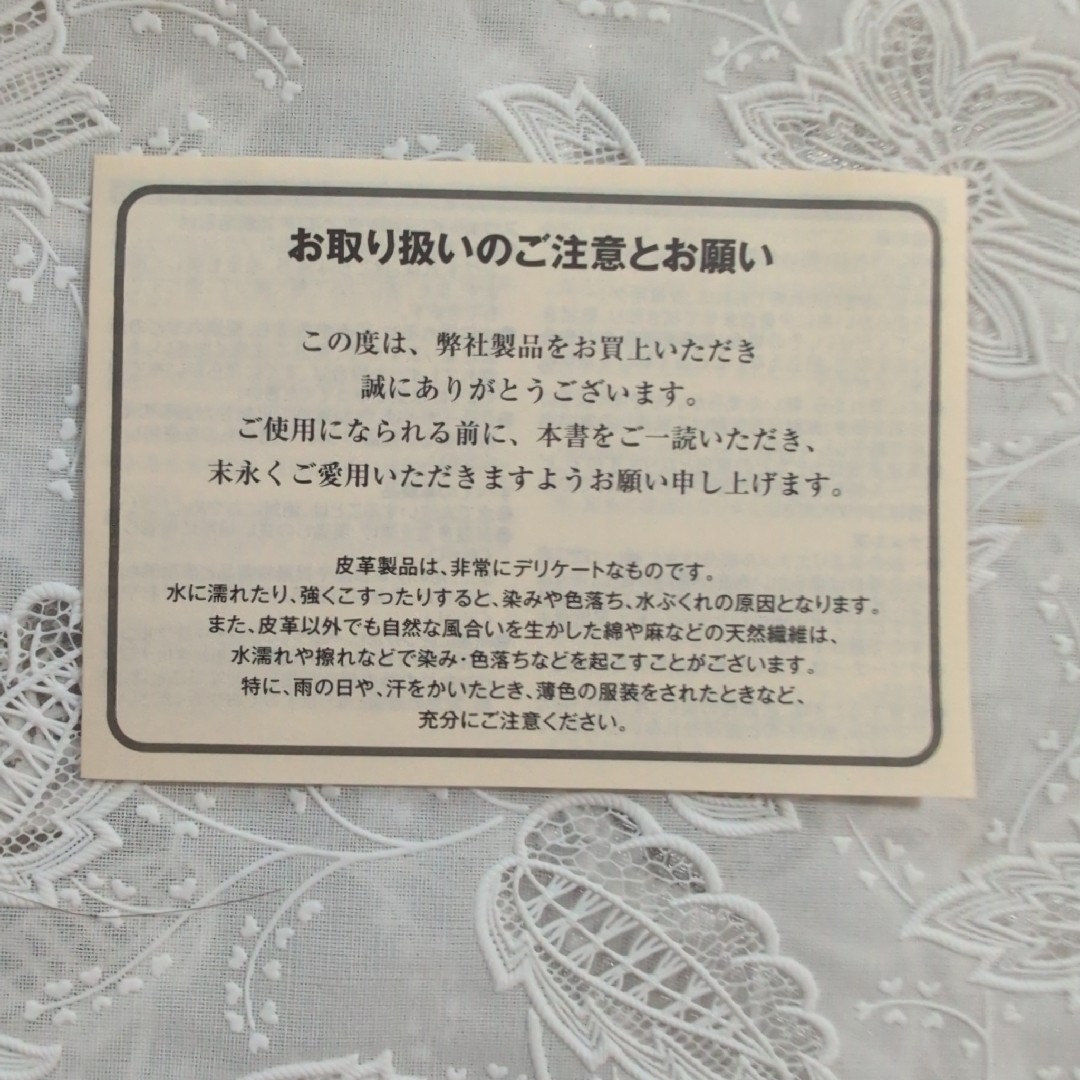 お取り扱いのご注意とお願い
この度は、弊社製品をお買上いただき
誠にありがとうございます。
ご使用になられる前に、本書をご一読いただき、
末永くご愛用いただきますようお願い申し上げます。
皮革製品は、非常にデリケートなものです。
水に濡れたり、強くこすったりすると、染みや色落ち、水ぶくれの原因となります。
また、皮革以外でも自然な風合いを生かした綿や麻などの天然繊維は、
水濡れや擦れなどで染み・色落ちなどを起こすことがございます。
特に、雨の日や、汗をかいたとき、薄色の服装をされたときなど、
充分にご注意ください。